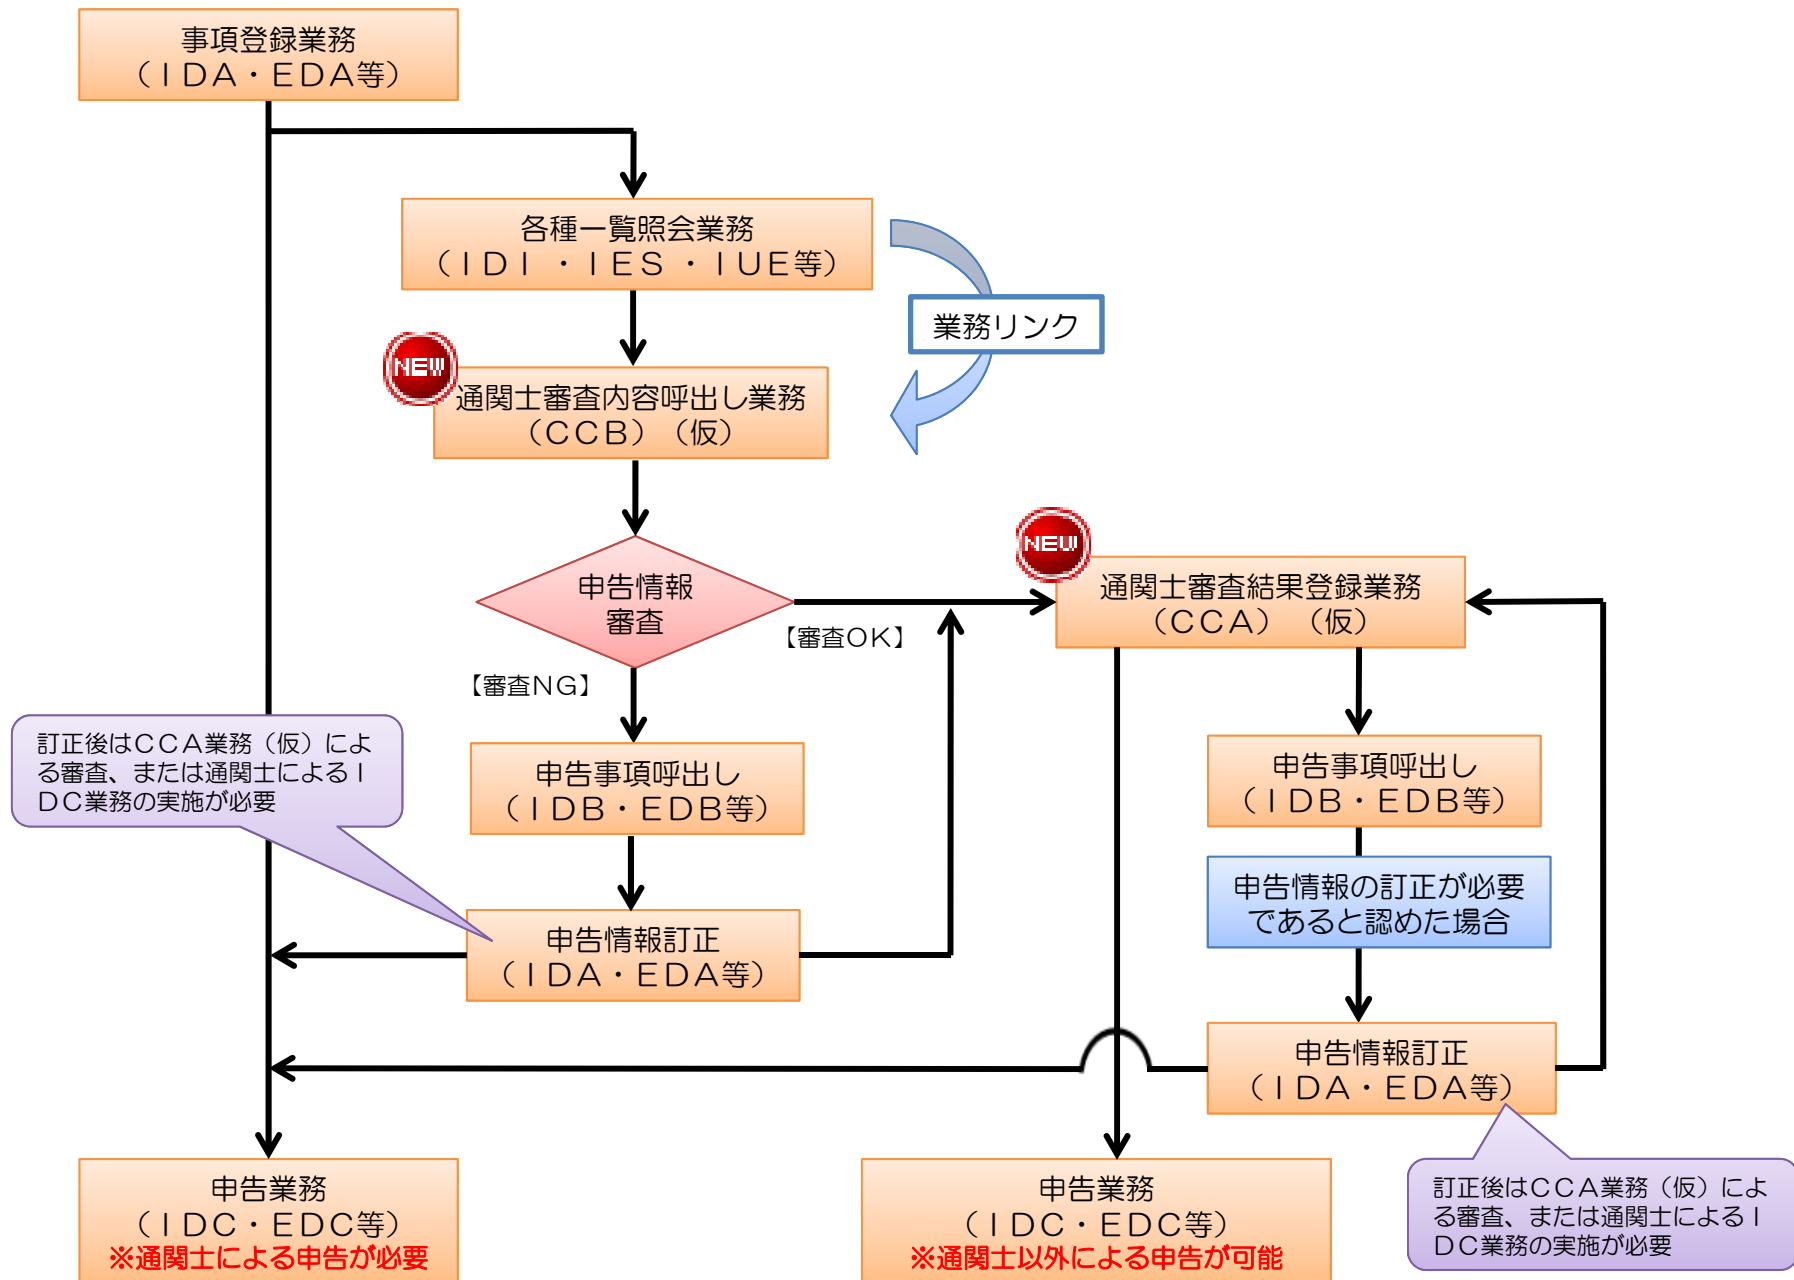 事項登録業務
（ＩＤＡ・ＥＤＡ等）
各種一覧照会業務
（ＩＤＩ・ＩＥＳ・ＩＵＥ等）
業務リンク
NEW
通関士審査内容呼出し業務
（ＣＣＢ）（仮）
申告情報
審査
【審査ＯＫ】
【審査ＮＧ】
NEW
通関士審査結果登録業務
（ＣＣＡ）（仮）
訂正後はＣＣＡ業務（仮）によ
る審査、または通関士によるＩ
ＤＣ業務の実施が必要
申告事項呼出し
（ＩＤＢ・ＥＤＢ等）
申告情報訂正
（ＩＤＡ・ＥＤＡ等）
申告事項呼出し
（ＩＤＢ・ＥＤＢ等）
申告情報の訂正が必要
であると認めた場合
申告情報訂正
（ＩＤＡ・ＥＤＡ等）
申告業務
（ＩＤＣ・ＥＤＣ等）
※通関士による申告が必要
申告業務
（ＩＤＣ・ＥＤＣ等）
※通関士以外による申告が可能
訂正後はＣＣＡ業務（仮）によ
る審査、または通関士によるＩ
ＤＣ業務の実施が必要